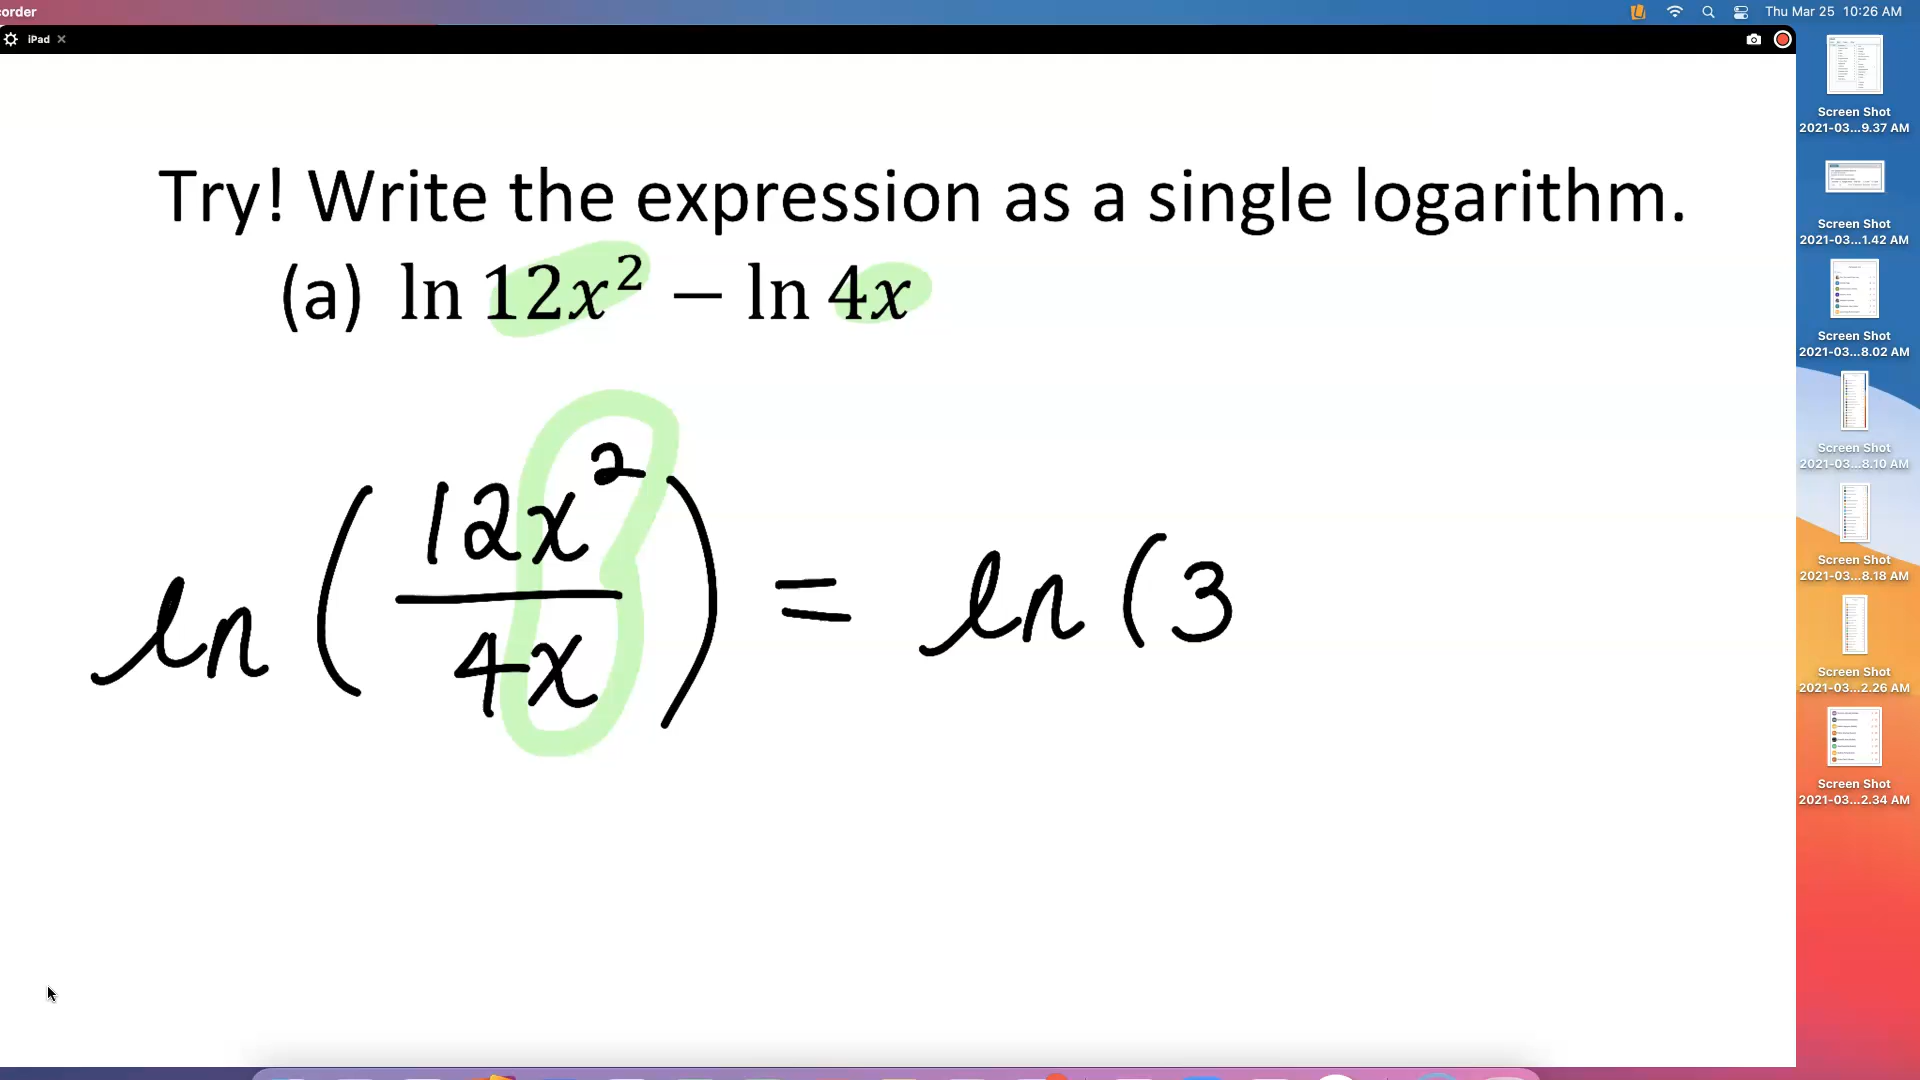 corder
Thu Mar 25 10:26 AM
iPad
Try! Write the expression as a single logarithm.
(a) ln 12x² − ln 4x
ln ( 12x² / 4x ) = ln ( 3
Screen Shot
2021-03...9.37 AM
Screen Shot
2021-03...1.42 AM
Screen Shot
2021-03...8.02 AM
Screen Shot
2021-03...8.10 AM
Screen Shot
2021-03...8.18 AM
Screen Shot
2021-03...2.26 AM
Screen Shot
2021-03...2.34 AM